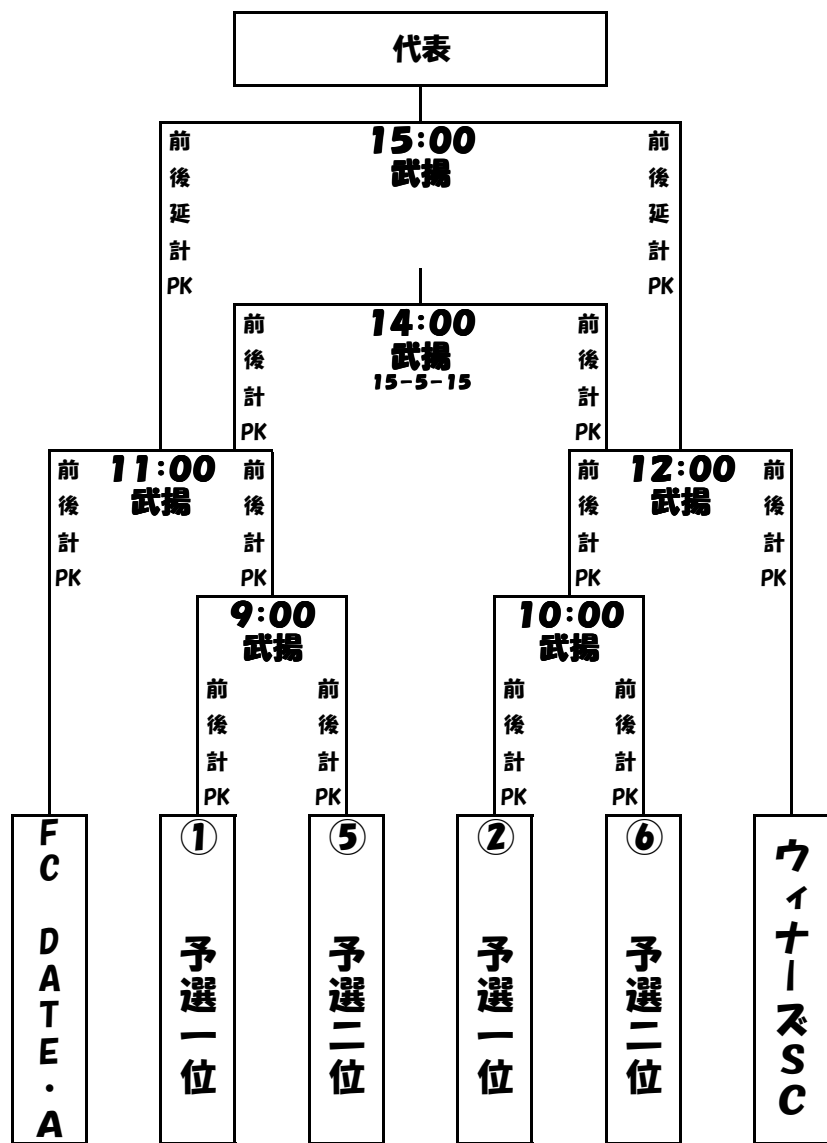 代表
15:00
武揚
前
後
延
計
PK
前
後
延
計
PK
14:00
武揚
15-5-15
前
後
計
PK
前
後
計
PK
11:00
武揚
前
後
計
PK
前
後
計
PK
12:00
武揚
前
後
計
PK
前
後
計
PK
9:00
武揚
前
後
計
PK
前
後
計
PK
10:00
武揚
前
後
計
PK
前
後
計
PK
FC DATE・A
① 予選一位
⑤ 予選二位
② 予選一位
⑥ 予選二位
ウィナーズSC